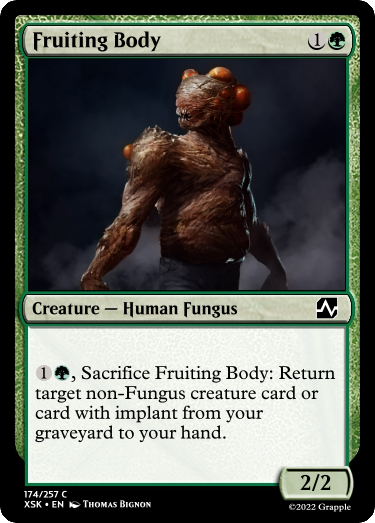 Fruiting Body 1
Creature — Human Fungus
1, Sacrifice Fruiting Body: Return
target non-Fungus creature card or
card with implant from your
graveyard to your hand.
2/2
174/257 C
XSK • EN Thomas Bignon
©2022 Grapple